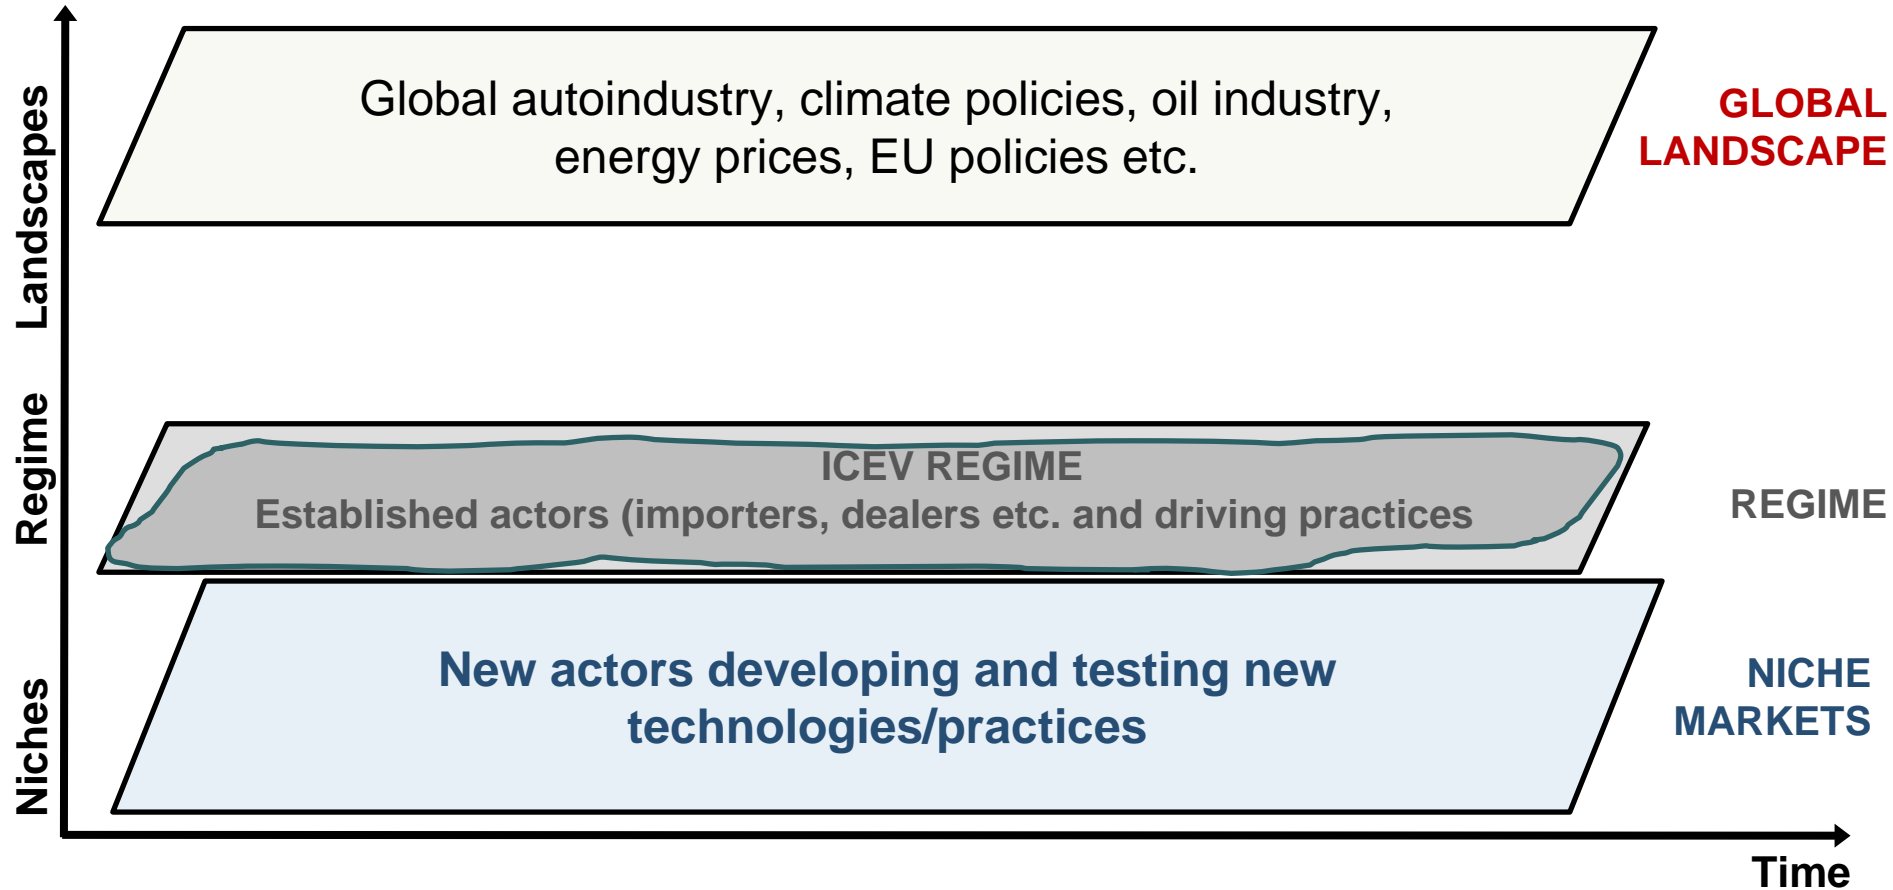 Landscapes
Global autoindustry, climate policies, oil industry,
energy prices, EU policies etc.
GLOBAL
LANDSCAPE
Regime
ICEV REGIME
Established actors (importers, dealers etc. and driving practices
REGIME
Niches
New actors developing and testing new
technologies/practices
NICHE
MARKETS
Time